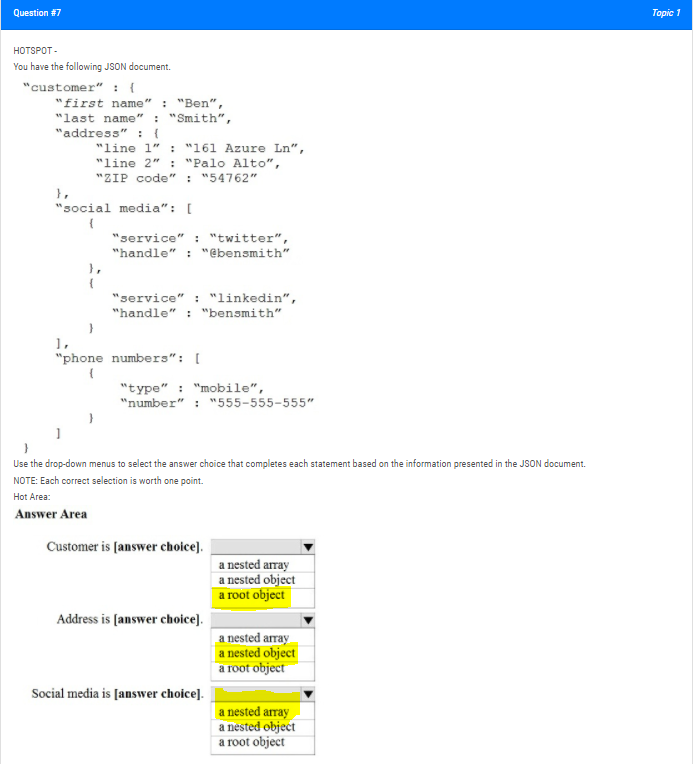 Question #7
Topic 1
HOTSPOT -
You have the following JSON document.
“customer” : {
“first name” : “Ben”,
“last name” : “Smith”,
“address” : {
“line 1” : “161 Azure Ln”,
“line 2” : “Palo Alto”,
“ZIP code” : “54762”
},
“social media”: [
{
“service” : “twitter”,
“handle” : “@bensmith”
},
{
“service” : “linkedin”,
“handle” : “bensmith”
}
],
“phone numbers”: [
{
“type” : “mobile”,
“number” : “555-555-555”
}
]
}
Use the drop-down menus to select the answer choice that completes each statement based on the information presented in the JSON document.
NOTE: Each correct selection is worth one point.
Hot Area:
Answer Area
Customer is [answer choice].
a nested array
a nested object
a root object
Address is [answer choice].
a nested array
a nested object
a root object
Social media is [answer choice].
a nested array
a nested object
a root object